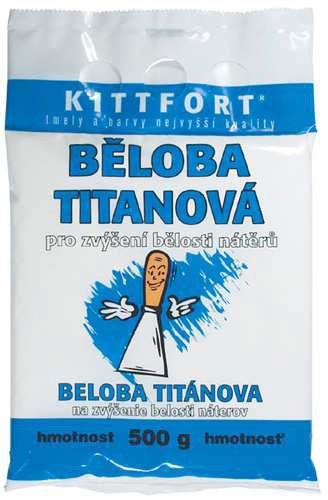 KITTFORT®
tmely a barvy nejvyšší kvality
BĚLOBA
TITANOVÁ
pro zvýšení bělosti nátěrů
BELOBA TITÁNOVA
na zvýšenie belosti náterov
hmotnost 500 g hmotnosť